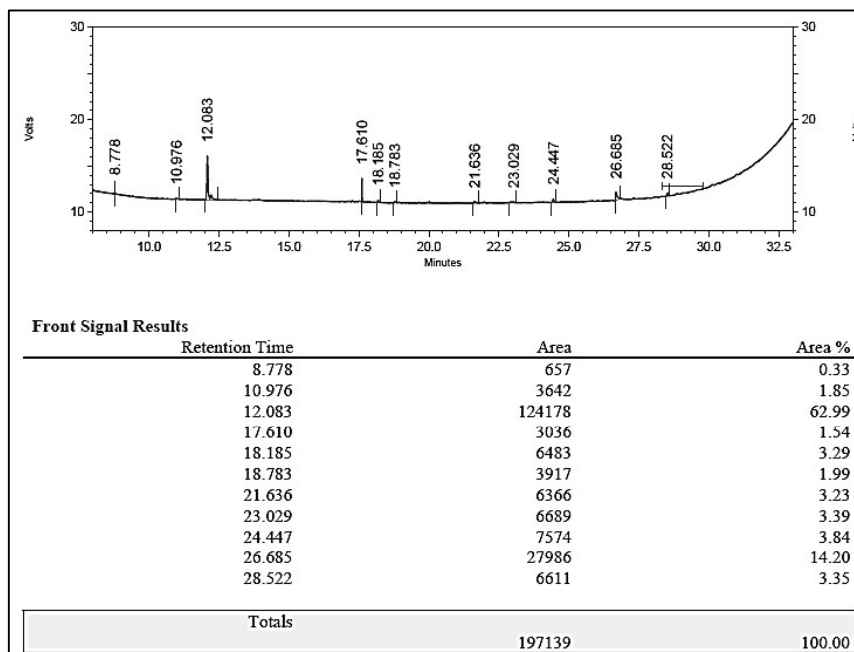 30
30
20
20
10
10
Volts
8.778
10.976
12.083
17.610
18.185
18.783
21.636
23.029
24.447
26.685
28.522
10.0 12.5 15.0 17.5 20.0 22.5 25.0 27.5 30.0 32.5
Minutes
Front Signal Results
Retention Time Area Area %
8.778 657 0.33
10.976 3642 1.85
12.083 124178 62.99
17.610 3036 1.54
18.185 6483 3.29
18.783 3917 1.99
21.636 6366 3.23
23.029 6689 3.39
24.447 7574 3.84
26.685 27986 14.20
28.522 6611 3.35
Totals
197139 100.00